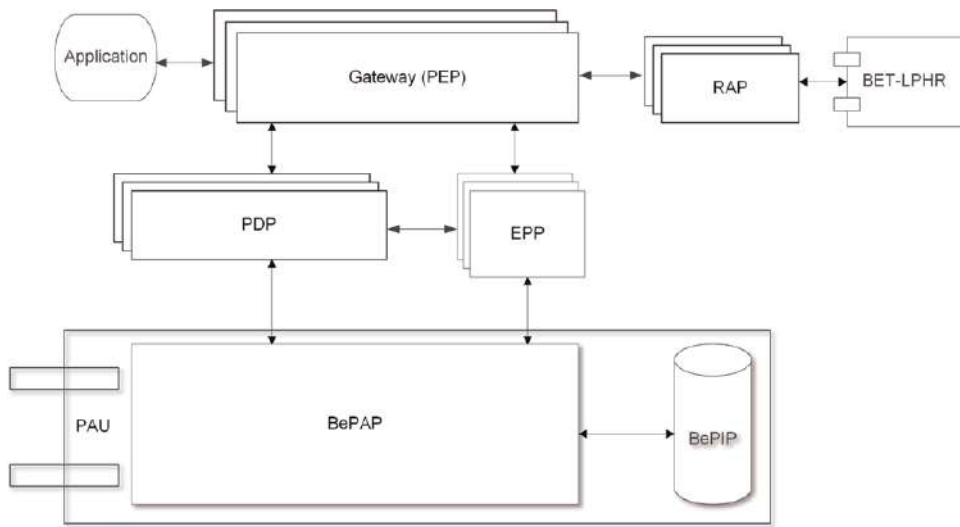 Application
Gateway (PEP)
RAP
BET-LPHR
PDP
EPP
PAU
BePAP
BePIP